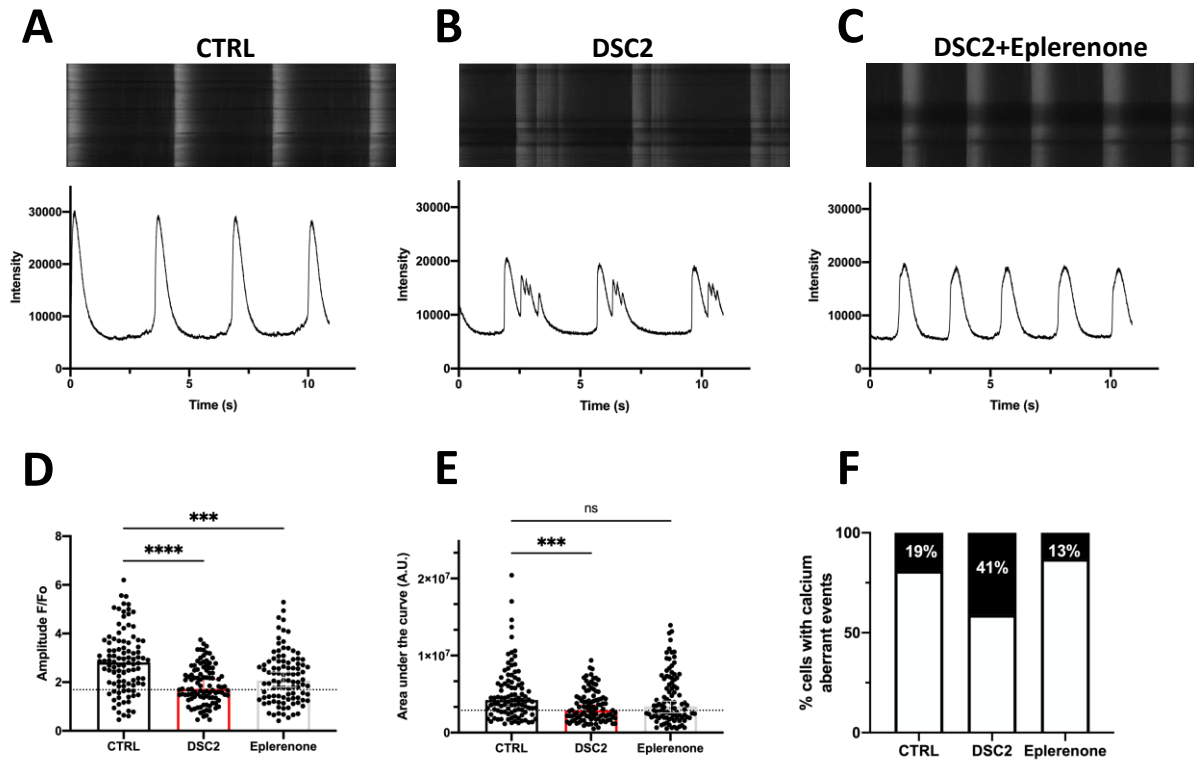 A
CTRL
30000
20000
10000
0
Intensity
0
5
10
Time (s)
B
DSC2
30000
20000
10000
0
Intensity
0
5
10
Time (s)
C
DSC2+Eplerenone
30000
20000
10000
0
Intensity
0
5
10
Time (s)
D
***
****
8
6
4
2
0
Amplitude F/Fo
CTRL
DSC2
Eplerenone
E
ns
***
2×10⁷
1×10⁷
0
Area under the curve (A.U.)
CTRL
DSC2
Eplerenone
F
100
50
0
% cells with calcium
aberrant events
19%
41%
13%
CTRL
DSC2
Eplerenone